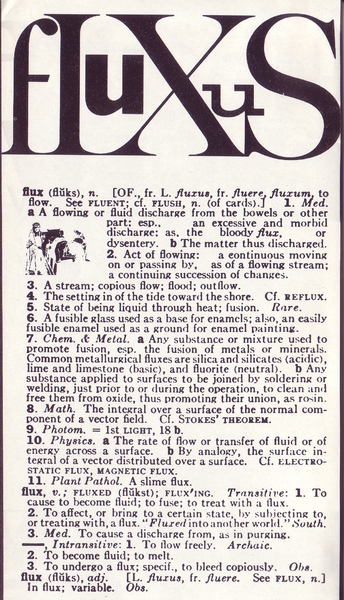 fluxus
flux (flŭks), n. [OF., fr. L. fluxus, fr. fluere, fluxum, to
flow. See FLUENT; cf. FLUSH, n. (of cards).] 1. Med.
a A flowing or fluid discharge from the bowels or other
part: esp., an excessive and morbid
discharge; as, the bloody flux, or
dysentery. b The matter thus discharged.
2. Act of flowing: a continuous moving
on or passing by, as of a flowing stream;
a continuing succession of changes.
3. A stream; copious flow; flood; outflow.
4. The setting in of the tide toward the shore. Cf. REFLUX.
5. State of being liquid through heat; fusion. Rare.
6. A fusible glass used as a base for enamels; also, an easily
fusible enamel used as a ground for enamel painting.
7. Chem. & Metal. a Any substance or mixture used to
promote fusion, esp. the fusion of metals or minerals.
Common metallurgical fluxes are silica and silicates (acidic),
lime and limestone (basic), and fluorite (neutral). b Any
substance applied to surfaces to be joined by soldering or
welding, just prior to or during the operation, to clean and
free them from oxide, thus promoting their union, as rosin.
8. Math. The integral over a surface of the normal com-
ponent of a vector field. Cf. STOKES' THEOREM.
9. Photom. = 1st LIGHT, 18 b.
10. Physics. a The rate of flow or transfer of fluid or of
energy across a surface. b By analogy, the surface in-
tegral of a vector distributed over a surface. Cf. ELECTRO-
STATIC FLUX, MAGNETIC FLUX.
11. Plant Pathol. A slime flux.
flux, v.; FLUXED (flŭkst); FLUX'ING. Transitive: 1. To
cause to become fluid; to fuse; to treat with a flux.
2. To affect, or bring to a certain state, by subjecting to,
or treating with, a flux. "Fluxed into another world." South.
3. Med. To cause a discharge from, as in purging.
——, Intransitive: 1. To flow freely. Archaic.
2. To become fluid; to melt.
3. To undergo a flux; specif., to bleed copiously. Obs.
flux (flŭks), adj. [L. fluxus, fr. fluere. See FLUX, n.]
In flux; variable. Obs.